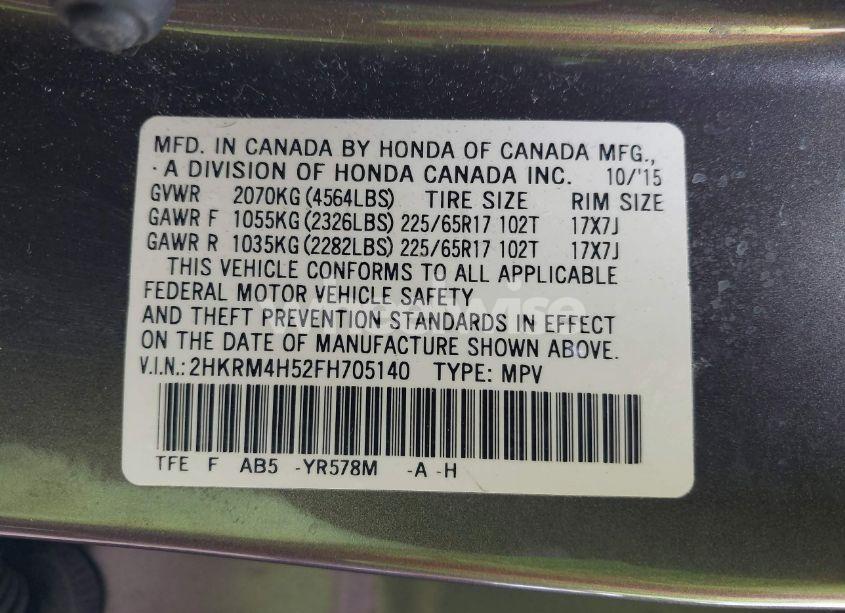 MFD. IN CANADA BY HONDA OF CANADA MFG.,
A DIVISION OF HONDA CANADA INC. 10/'15
GVWR 2070KG (4564LBS) TIRE SIZE RIM SIZE
GAWR F 1055KG (2326LBS) 225/65R17 102T 17X7J
GAWR R 1035KG (2282LBS) 225/65R17 102T 17X7J
THIS VEHICLE CONFORMS TO ALL APPLICABLE
FEDERAL MOTOR VEHICLE SAFETY
AND THEFT PREVENTION STANDARDS IN EFFECT
ON THE DATE OF MANUFACTURE SHOWN ABOVE.
V.I.N.: 2HKRM4H52FH705140 TYPE: MPV
TFE F AB5 -YR578M -A -H